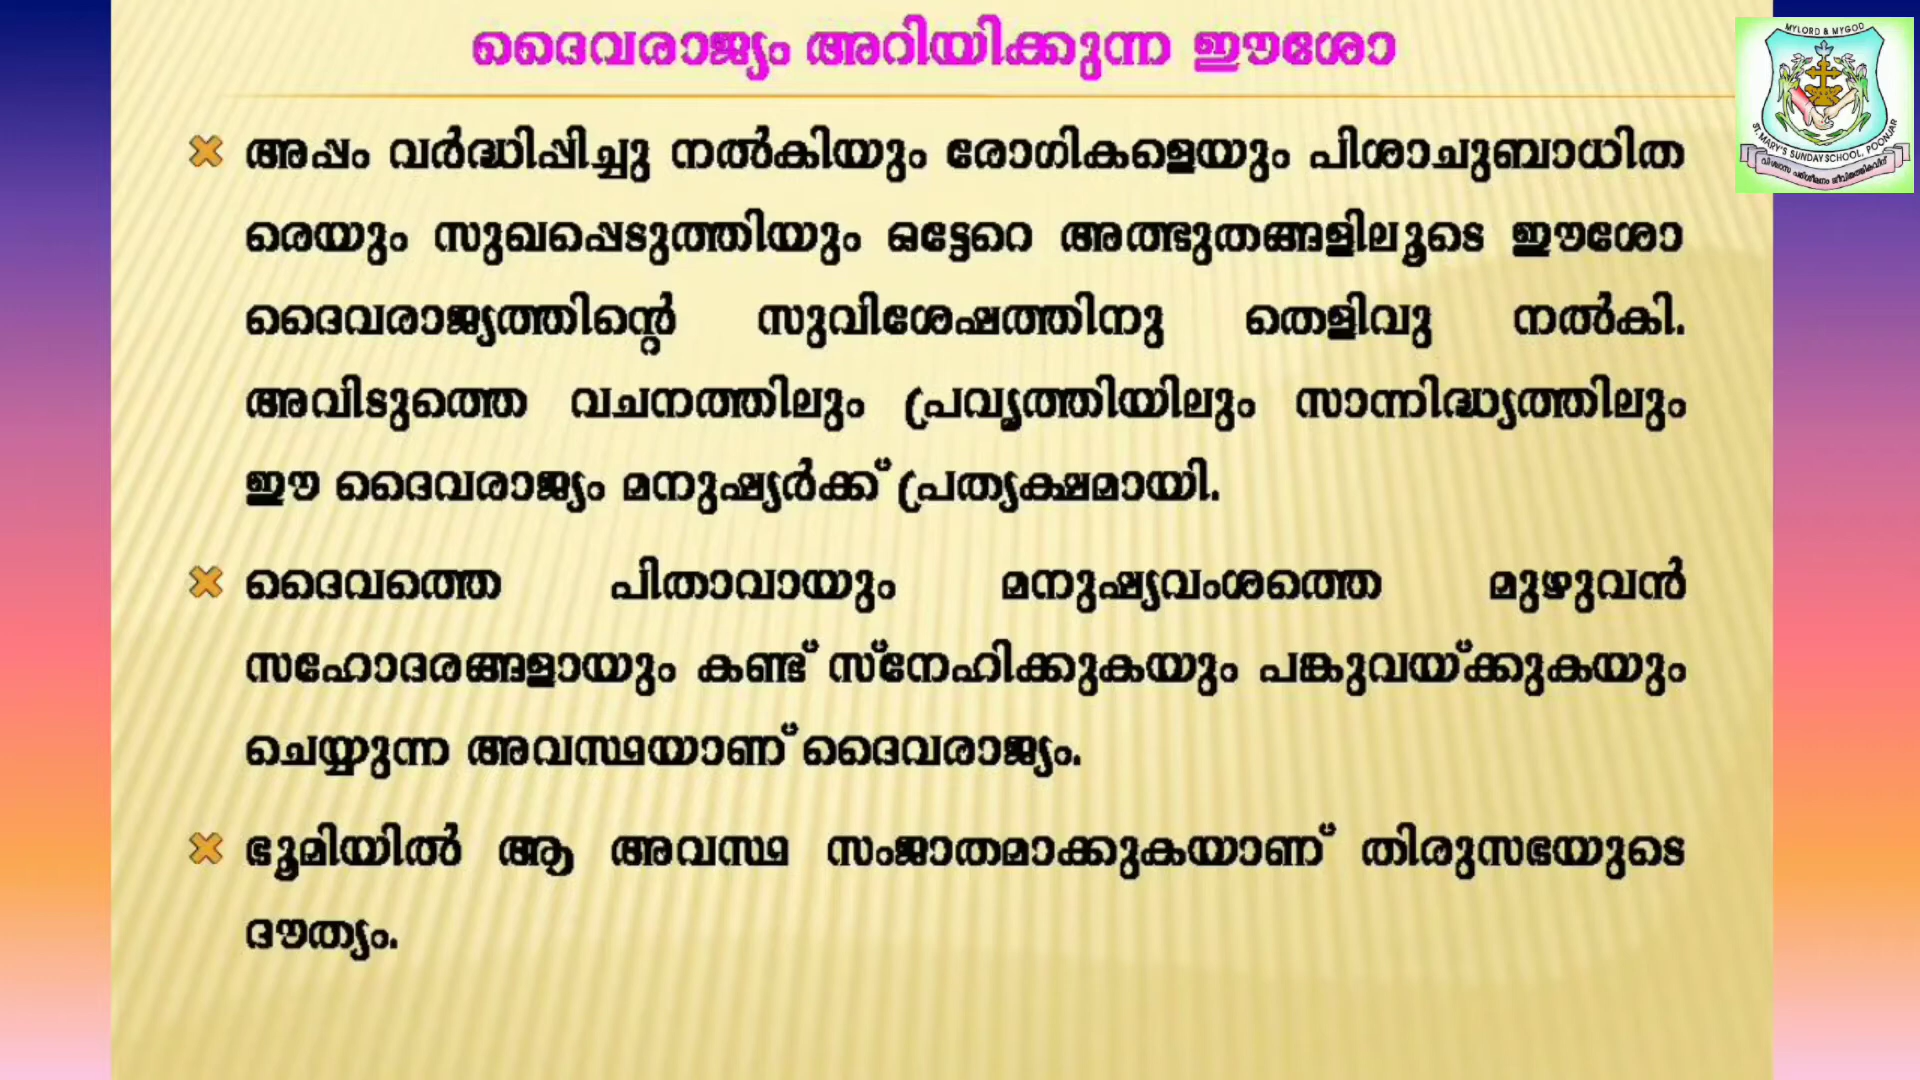 ദൈവരാജ്യം അറിയിക്കുന്ന ഈശോ
MYLORD & MYGOD
ST. MARY'S SUNDAY SCHOOL, POONJAR
അപ്പം വർദ്ധിപ്പിച്ചു നൽകിയും രോഗികളെയും പിശാചുബാധിത
രെയും സുഖപ്പെടുത്തിയും ഒട്ടേറെ അത്ഭുതങ്ങളിലൂടെ ഈശോ
ദൈവരാജ്യത്തിന്റെ സുവിശേഷത്തിനു തെളിവു നൽകി.
അവിടുത്തെ വചനത്തിലും പ്രവൃത്തിയിലും സാന്നിദ്ധ്യത്തിലും
ഈ ദൈവരാജ്യം മനുഷ്യർക്ക് പ്രത്യക്ഷമായി.
ദൈവത്തെ പിതാവായും മനുഷ്യവംശത്തെ മുഴുവൻ
സഹോദരങ്ങളായും കണ്ട് സ്നേഹിക്കുകയും പങ്കുവയ്ക്കുകയും
ചെയ്യുന്ന അവസ്ഥയാണ് ദൈവരാജ്യം.
ഭൂമിയിൽ ആ അവസ്ഥ സംജാതമാക്കുകയാണ് തിരുസഭയുടെ
ദൗത്യം.